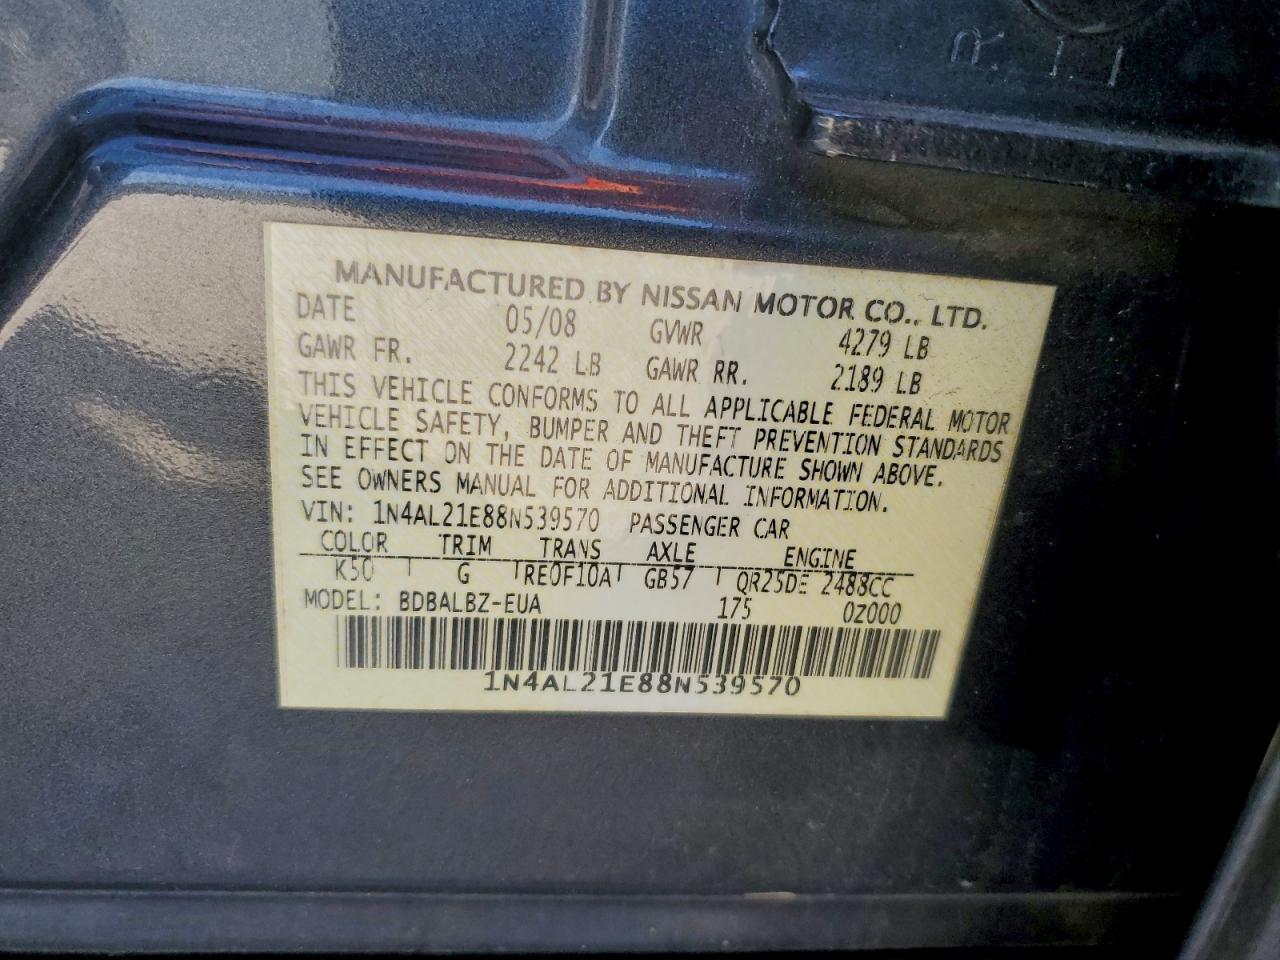 MANUFACTURED BY NISSAN MOTOR CO., LTD.
DATE 05/08 GVWR 4279 LB
GAWR FR. 2242 LB GAWR RR. 2189 LB
THIS VEHICLE CONFORMS TO ALL APPLICABLE FEDERAL MOTOR
VEHICLE SAFETY, BUMPER AND THEFT PREVENTION STANDARDS
IN EFFECT ON THE DATE OF MANUFACTURE SHOWN ABOVE.
SEE OWNERS MANUAL FOR ADDITIONAL INFORMATION.
VIN: 1N4AL21E88N539570 PASSENGER CAR
COLOR TRIM TRANS AXLE ENGINE
K50 G RE0F10A GB57 QR25DE 2488CC
MODEL: BDBALBZ-EUA 175 0Z000
1N4AL21E88N539570